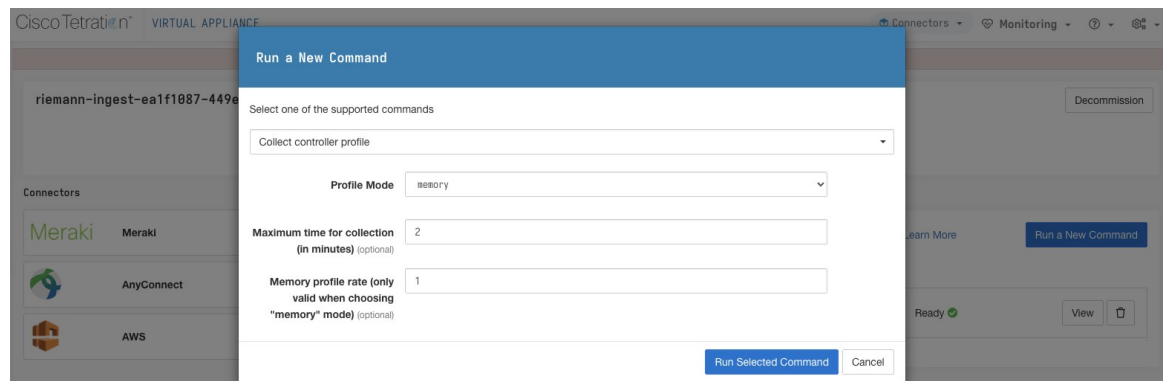 Cisco Tetration™ VIRTUAL APPLIANCE
Connectors
Monitoring
Run a New Command
riemann-ingest-ea1f1087-449e
Decommission
Select one of the supported commands
Collect controller profile
Profile Mode
memory
Connectors
Meraki Meraki
Maximum time for collection
(in minutes) (optional)
2
Learn More
Run a New Command
AnyConnect
Memory profile rate (only
valid when choosing
"memory" mode) (optional)
1
Ready
View
AWS
Run Selected Command
Cancel